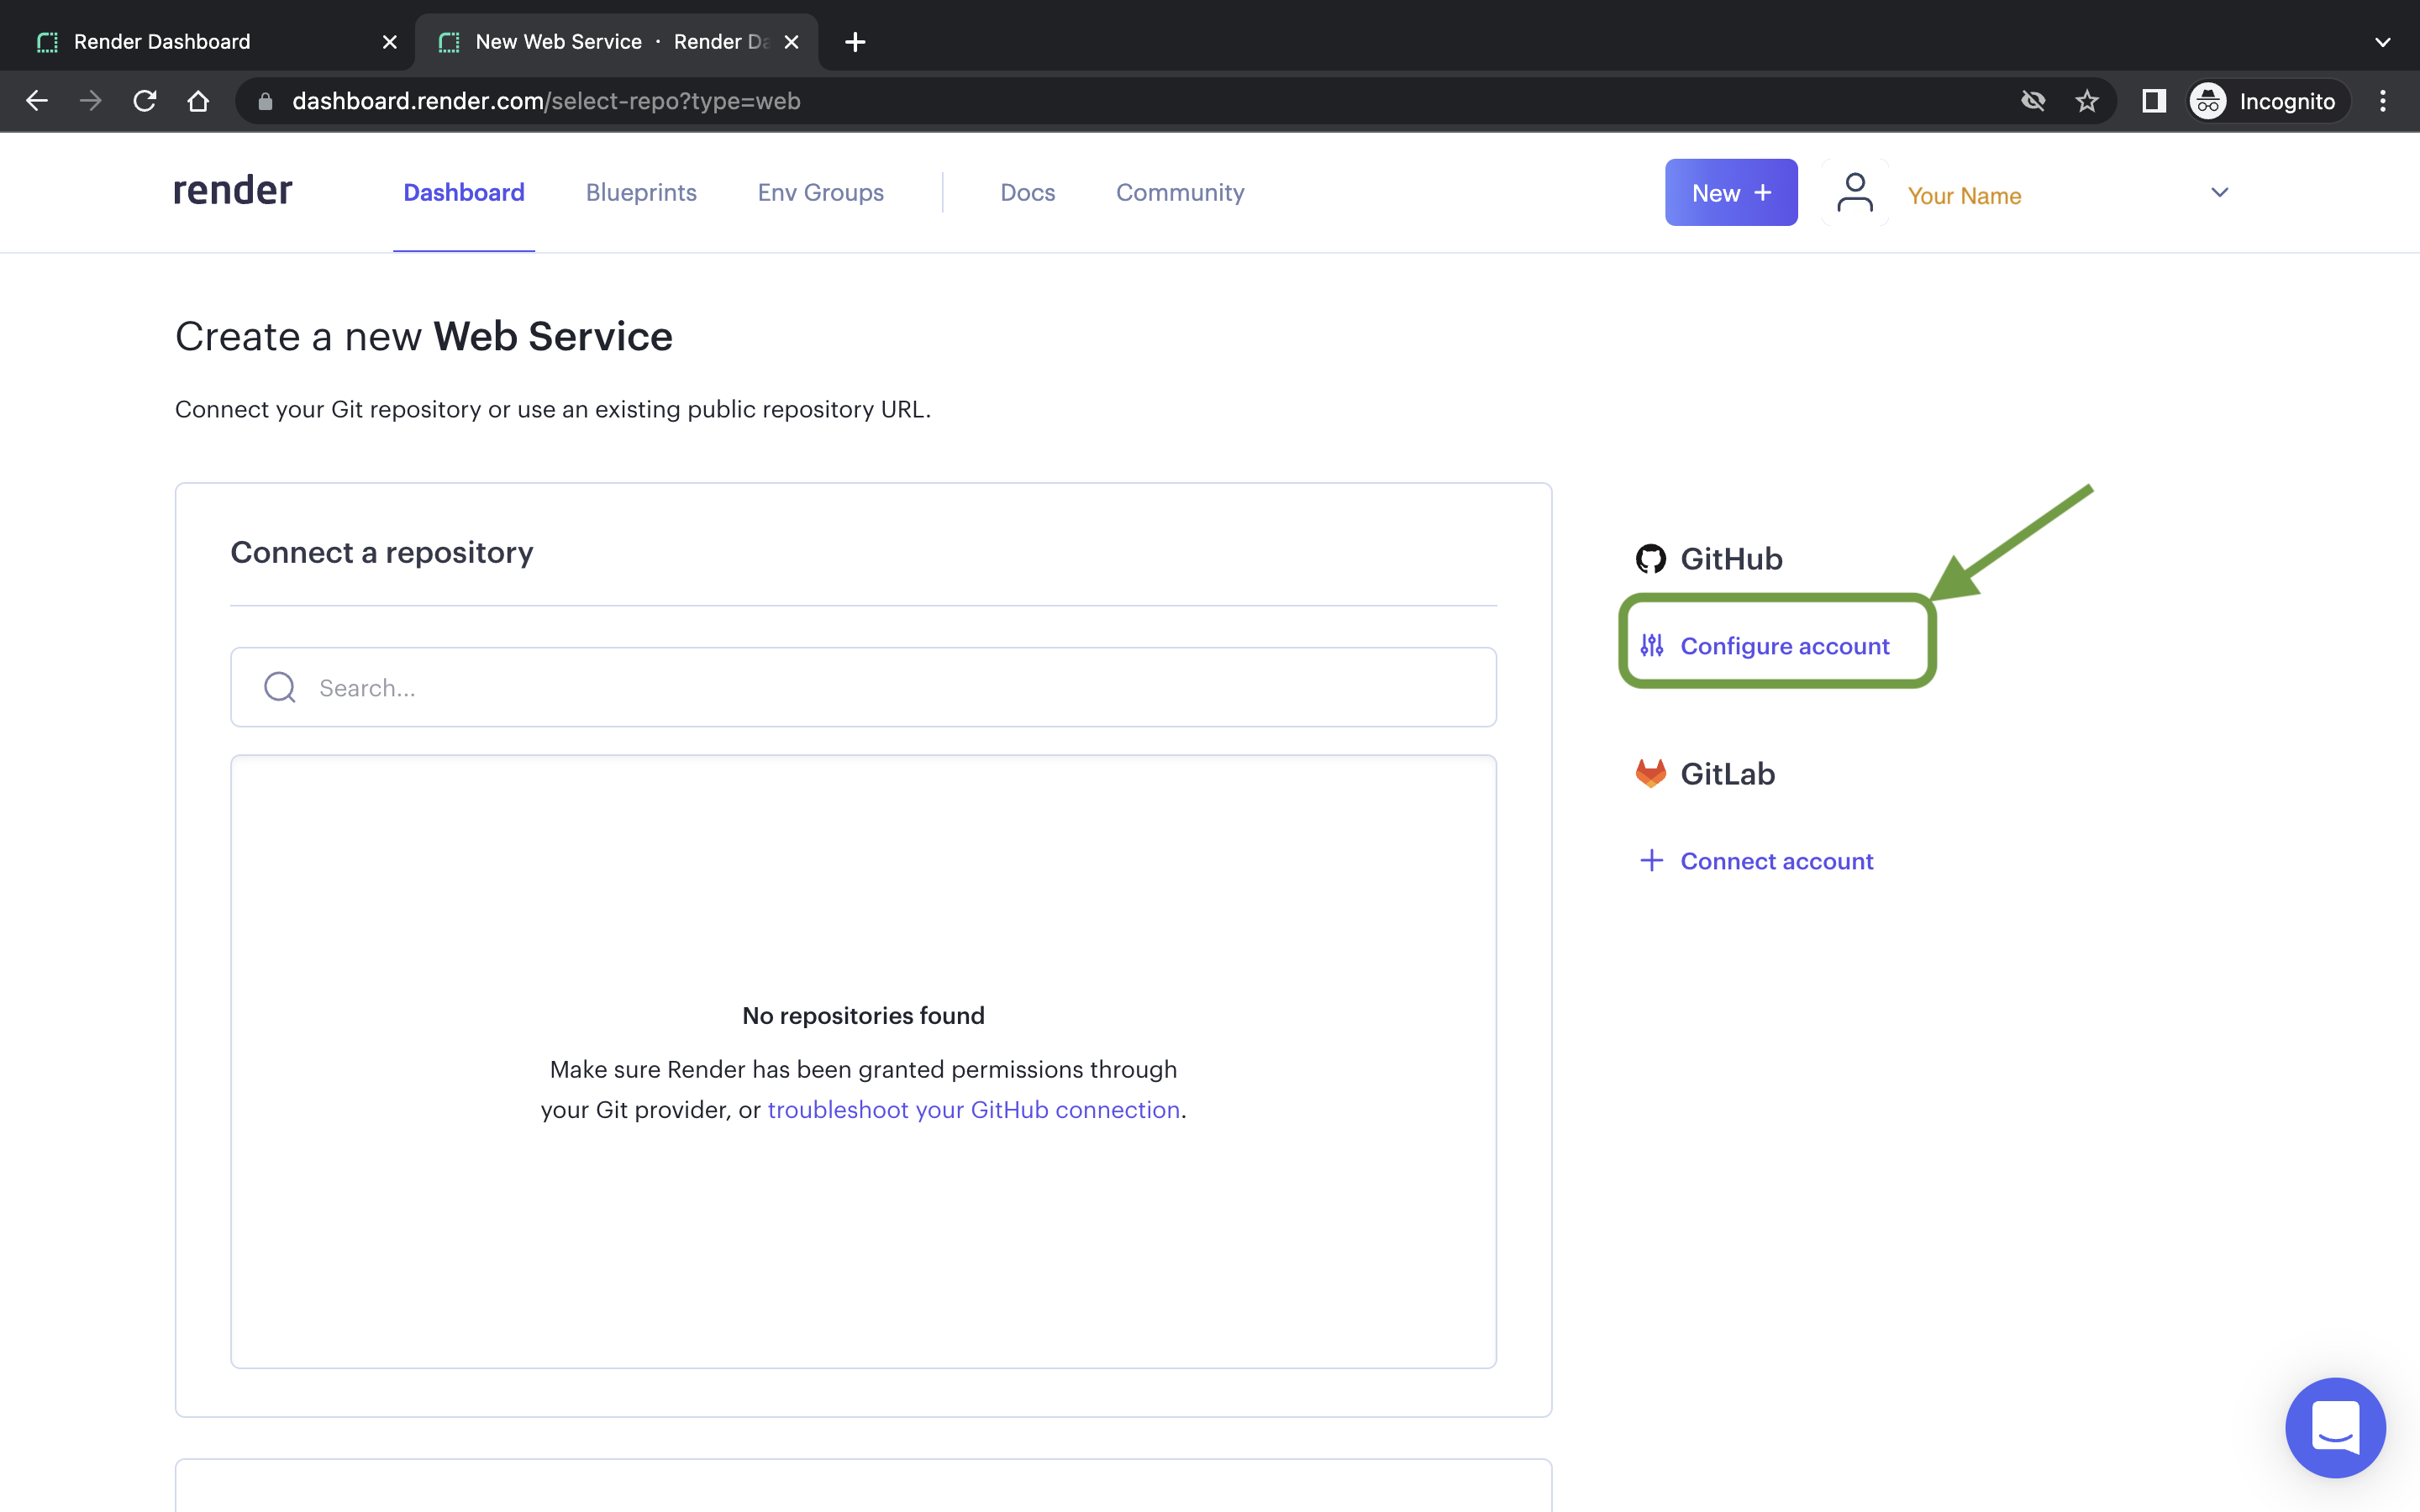 Render Dashboard
New Web Service · Render Da
dashboard.render.com/select-repo?type=web
Incognito
render
Dashboard
Blueprints
Env Groups
Docs
Community
New +
Your Name
Create a new Web Service
Connect your Git repository or use an existing public repository URL.
Connect a repository
Search...
No repositories found
Make sure Render has been granted permissions through
your Git provider, or troubleshoot your GitHub connection.
GitHub
Configure account
GitLab
Connect account